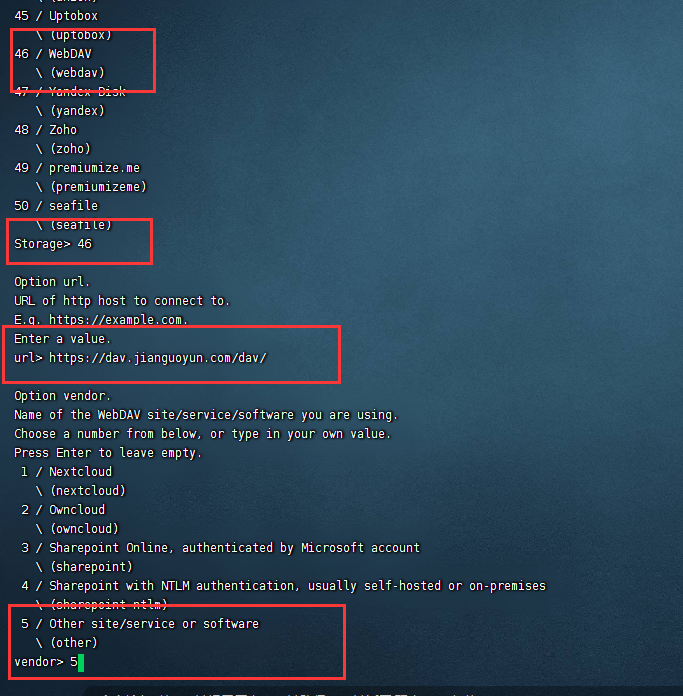 45 / Uptobox
\ (uptobox)
46 / WebDAV
\ (webdav)
47 / Yandex Disk
\ (yandex)
48 / Zoho
\ (zoho)
49 / premiumize.me
\ (premiumizeme)
50 / seafile
\ (seafile)
Storage> 46
Option url.
URL of http host to connect to.
E.g. https://example.com.
Enter a value.
url> https://dav.jianguoyun.com/dav/
Option vendor.
Name of the WebDAV site/service/software you are using.
Choose a number from below, or type in your own value.
Press Enter to leave empty.
1 / Nextcloud
\ (nextcloud)
2 / Owncloud
\ (owncloud)
3 / Sharepoint Online, authenticated by Microsoft account
\ (sharepoint)
4 / Sharepoint with NTLM authentication, usually self-hosted or on-premises
\ (sharepoint-ntlm)
5 / Other site/service or software
\ (other)
vendor> 5